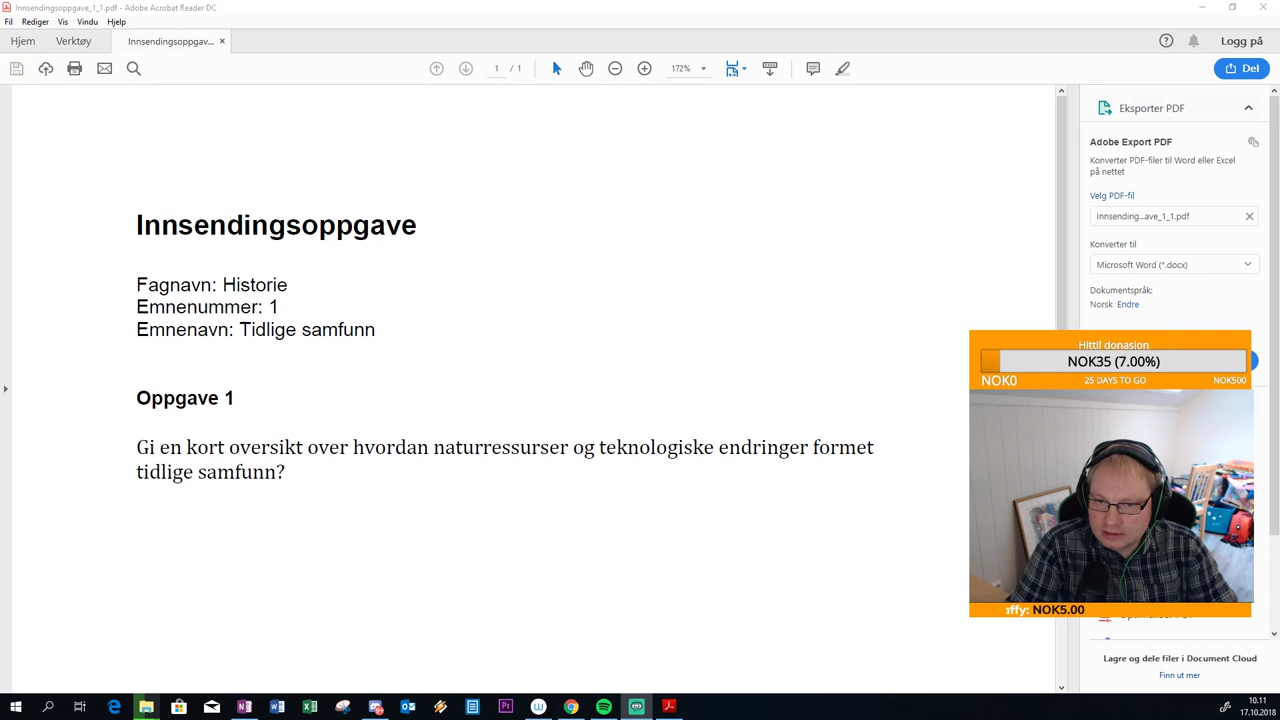 Innsendingsoppgave_1_1.pdf - Adobe Acrobat Reader DC
Fil Rediger Vis Vindu Hjelp
Hjem Verktøy Innsendingsoppgav... Logg på
1 / 1 172% Del
Eksporter PDF
Adobe Export PDF
Konverter PDF-filer til Word eller Excel
på nettet
Velg PDF-fil
Innsending...ave_1_1.pdf
Konverter til
Microsoft Word (*.docx)
Dokumentspråk:
Norsk Endre
Innsendingsoppgave
Fagnavn: Historie
Emnenummer: 1
Emnenavn: Tidlige samfunn
Oppgave 1
Gi en kort oversikt over hvordan naturressurser og teknologiske endringer formet
tidlige samfunn?
Hittil donasjon
NOK35 (7.00%)
NOK0 25 DAYS TO GO NOK500
ffy: NOK5.00
Lagre og dele filer i Document Cloud
Finn ut mer
10.11
17.10.2018